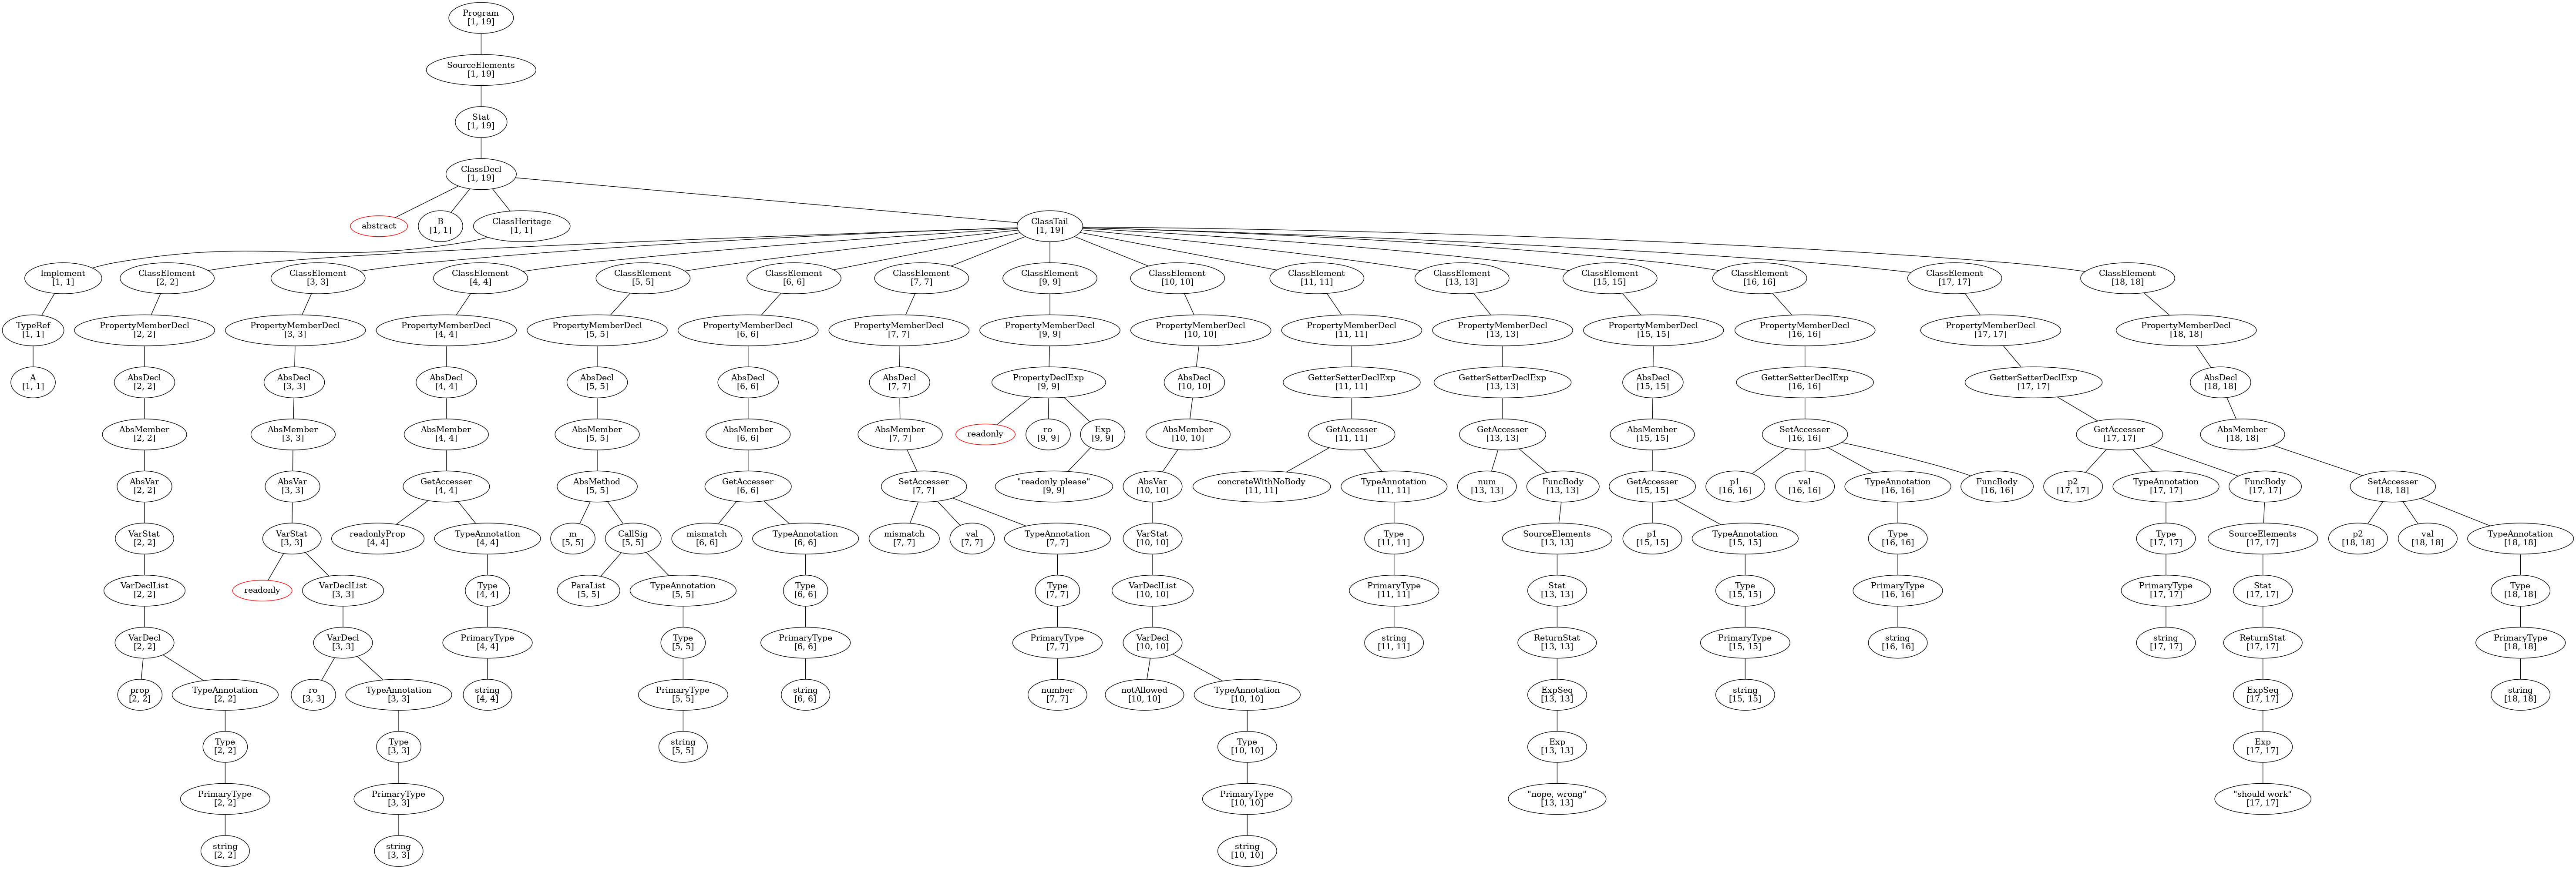 Program
[1, 19]
SourceElements
[1, 19]
Stat
[1, 19]
ClassDecl
[1, 19]
abstract
B
[1, 1]
ClassHeritage
[1, 1]
ClassTail
[1, 19]
Implement
[1, 1]
ClassElement
[2, 2]
ClassElement
[3, 3]
ClassElement
[4, 4]
ClassElement
[5, 5]
ClassElement
[6, 6]
ClassElement
[7, 7]
ClassElement
[9, 9]
ClassElement
[10, 10]
ClassElement
[11, 11]
ClassElement
[13, 13]
ClassElement
[15, 15]
ClassElement
[16, 16]
ClassElement
[17, 17]
ClassElement
[18, 18]
TypeRef
[1, 1]
PropertyMemberDecl
[2, 2]
PropertyMemberDecl
[3, 3]
PropertyMemberDecl
[4, 4]
PropertyMemberDecl
[5, 5]
PropertyMemberDecl
[6, 6]
PropertyMemberDecl
[7, 7]
PropertyMemberDecl
[9, 9]
PropertyMemberDecl
[10, 10]
PropertyMemberDecl
[11, 11]
PropertyMemberDecl
[13, 13]
PropertyMemberDecl
[15, 15]
PropertyMemberDecl
[16, 16]
PropertyMemberDecl
[17, 17]
PropertyMemberDecl
[18, 18]
A
[1, 1]
AbsDecl
[2, 2]
AbsDecl
[3, 3]
AbsDecl
[4, 4]
AbsDecl
[5, 5]
AbsDecl
[6, 6]
AbsDecl
[7, 7]
PropertyDeclExp
[9, 9]
AbsDecl
[10, 10]
GetterSetterDeclExp
[11, 11]
GetterSetterDeclExp
[13, 13]
AbsDecl
[15, 15]
GetterSetterDeclExp
[16, 16]
GetterSetterDeclExp
[17, 17]
AbsDecl
[18, 18]
AbsMember
[2, 2]
AbsMember
[3, 3]
AbsMember
[4, 4]
AbsMember
[5, 5]
AbsMember
[6, 6]
AbsMember
[7, 7]
readonly
ro
[9, 9]
Exp
[9, 9]
AbsMember
[10, 10]
GetAccesser
[11, 11]
GetAccesser
[13, 13]
AbsMember
[15, 15]
SetAccesser
[16, 16]
GetAccesser
[17, 17]
AbsMember
[18, 18]
AbsVar
[2, 2]
AbsVar
[3, 3]
GetAccesser
[4, 4]
AbsMethod
[5, 5]
GetAccesser
[6, 6]
SetAccesser
[7, 7]
"readonly please"
[9, 9]
AbsVar
[10, 10]
concreteWithNoBody
[11, 11]
TypeAnnotation
[11, 11]
num
[13, 13]
FuncBody
[13, 13]
GetAccesser
[15, 15]
p1
[16, 16]
val
[16, 16]
TypeAnnotation
[16, 16]
FuncBody
[16, 16]
p2
[17, 17]
TypeAnnotation
[17, 17]
FuncBody
[17, 17]
SetAccesser
[18, 18]
VarStat
[2, 2]
VarStat
[3, 3]
readonlyProp
[4, 4]
TypeAnnotation
[4, 4]
m
[5, 5]
CallSig
[5, 5]
mismatch
[6, 6]
TypeAnnotation
[6, 6]
mismatch
[7, 7]
val
[7, 7]
TypeAnnotation
[7, 7]
VarStat
[10, 10]
Type
[11, 11]
SourceElements
[13, 13]
p1
[15, 15]
TypeAnnotation
[15, 15]
Type
[16, 16]
Type
[17, 17]
SourceElements
[17, 17]
p2
[18, 18]
val
[18, 18]
TypeAnnotation
[18, 18]
VarDeclList
[2, 2]
readonly
VarDeclList
[3, 3]
Type
[4, 4]
ParaList
[5, 5]
TypeAnnotation
[5, 5]
Type
[6, 6]
Type
[7, 7]
VarDeclList
[10, 10]
PrimaryType
[11, 11]
Stat
[13, 13]
Type
[15, 15]
PrimaryType
[16, 16]
PrimaryType
[17, 17]
Stat
[17, 17]
Type
[18, 18]
VarDecl
[2, 2]
VarDecl
[3, 3]
PrimaryType
[4, 4]
Type
[5, 5]
PrimaryType
[6, 6]
PrimaryType
[7, 7]
VarDecl
[10, 10]
string
[11, 11]
ReturnStat
[13, 13]
PrimaryType
[15, 15]
string
[16, 16]
string
[17, 17]
ReturnStat
[17, 17]
PrimaryType
[18, 18]
prop
[2, 2]
TypeAnnotation
[2, 2]
ro
[3, 3]
TypeAnnotation
[3, 3]
string
[4, 4]
PrimaryType
[5, 5]
string
[6, 6]
number
[7, 7]
notAllowed
[10, 10]
TypeAnnotation
[10, 10]
ExpSeq
[13, 13]
string
[15, 15]
ExpSeq
[17, 17]
string
[18, 18]
Type
[2, 2]
Type
[3, 3]
string
[5, 5]
Type
[10, 10]
Exp
[13, 13]
Exp
[17, 17]
PrimaryType
[2, 2]
PrimaryType
[3, 3]
PrimaryType
[10, 10]
"nope, wrong"
[13, 13]
"should work"
[17, 17]
string
[2, 2]
string
[3, 3]
string
[10, 10]